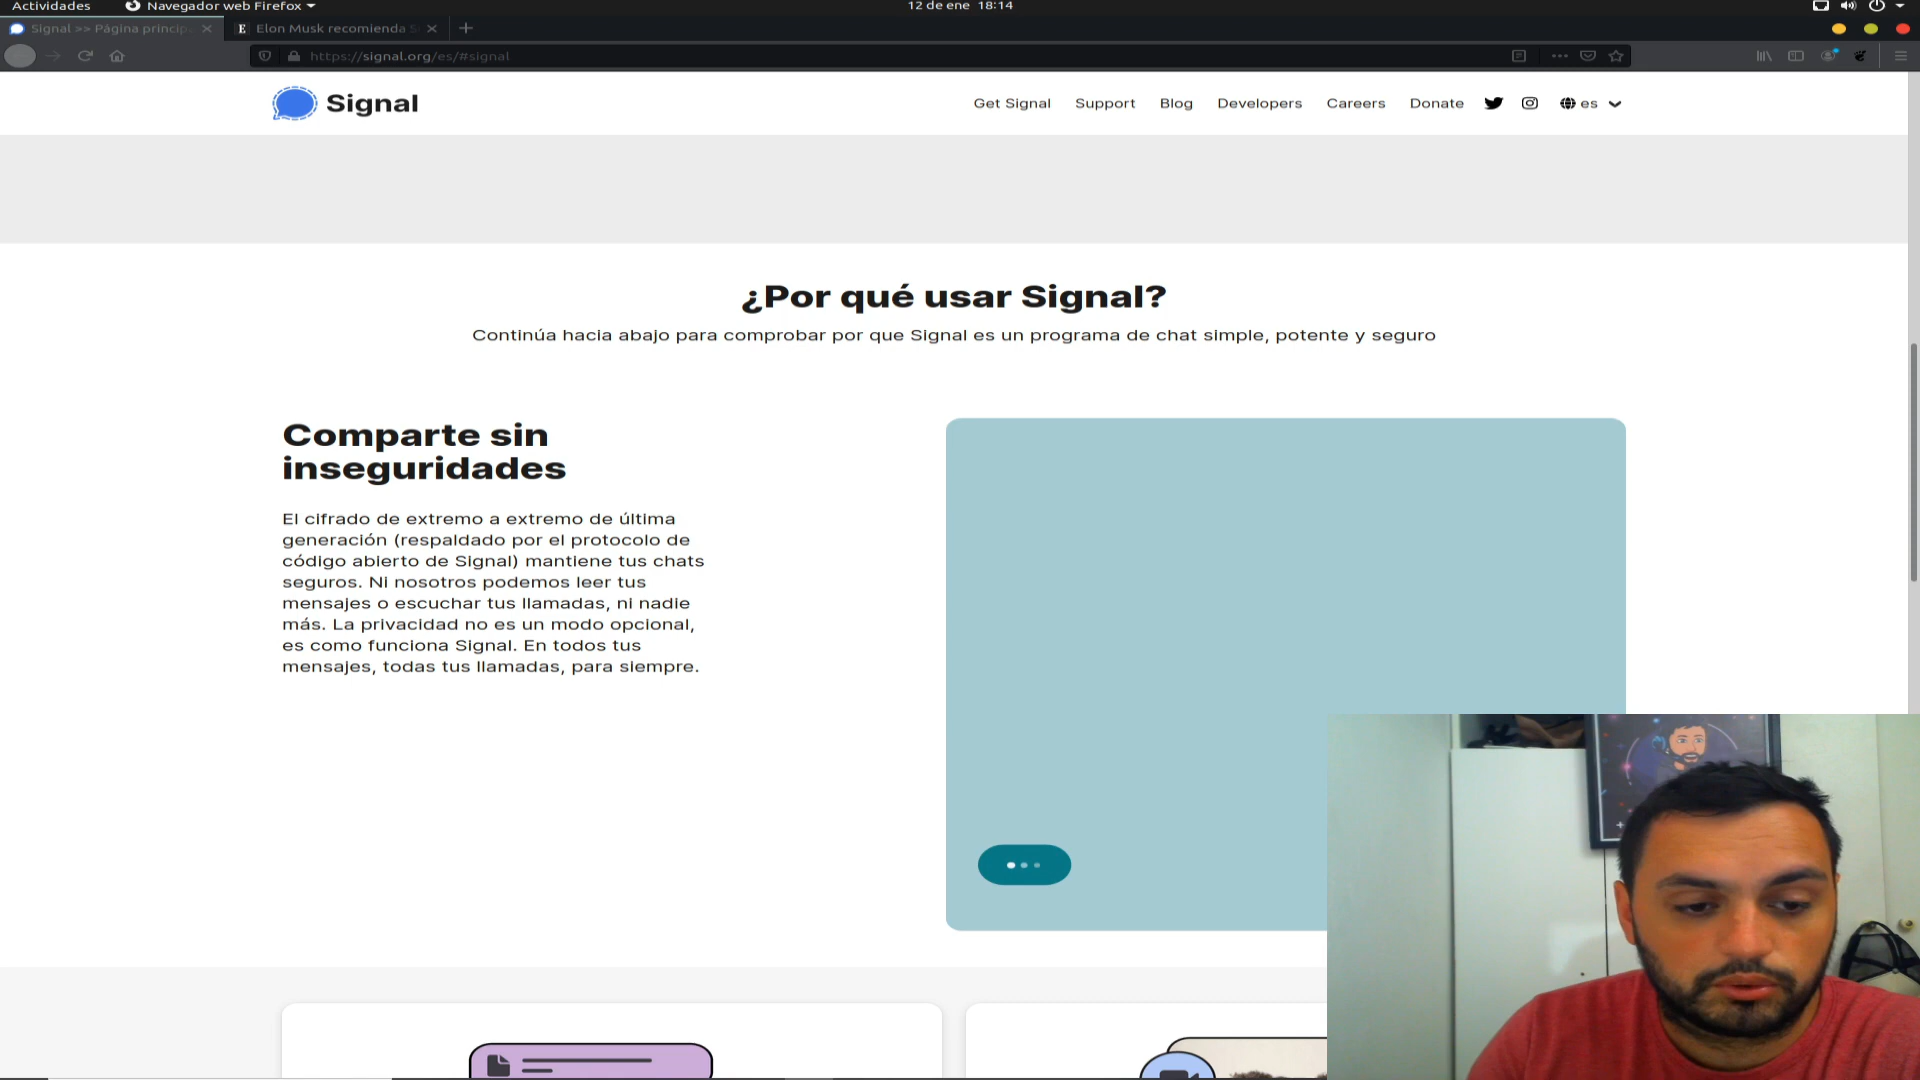 Actividades Navegador web Firefox 12 de ene 18:14
Signal >> Página princip Elon Musk recomienda S
https://signal.org/es/#signal
Signal Get Signal Support Blog Developers Careers Donate es
¿Por qué usar Signal?
Continúa hacia abajo para comprobar por que Signal es un programa de chat simple, potente y seguro
Comparte sin
inseguridades
El cifrado de extremo a extremo de última
generación (respaldado por el protocolo de
código abierto de Signal) mantiene tus chats
seguros. Ni nosotros podemos leer tus
mensajes o escuchar tus llamadas, ni nadie
más. La privacidad no es un modo opcional,
es como funciona Signal. En todos tus
mensajes, todas tus llamadas, para siempre.